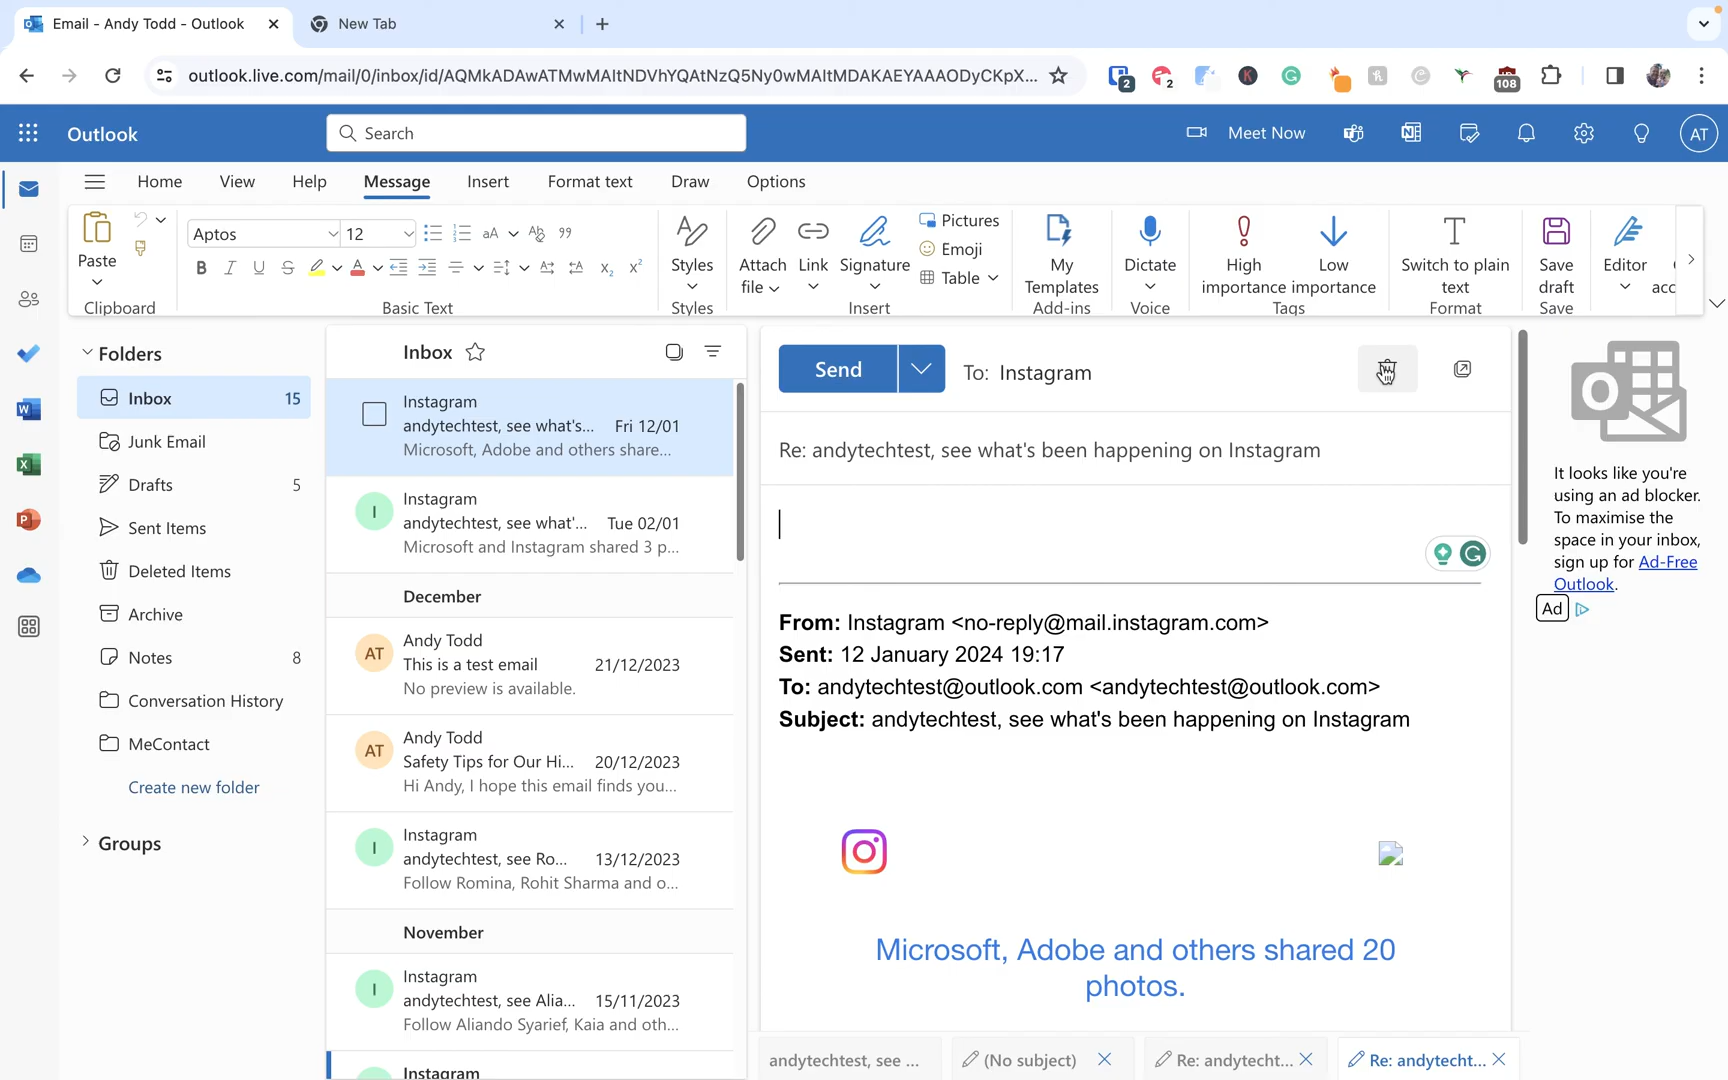 Email - Andy Todd - Outlook
New Tab
outlook.live.com/mail/0/inbox/id/AQMkADAwATMwMAItNDVhYQAtNzQ5Ny0wMAItMDAKAEYAAAODyCKpX...
2
2
108
Outlook
Search
Meet Now
AT
Home
View
Help
Message
Insert
Format text
Draw
Options
Paste
Clipboard
Aptos
12
Basic Text
Styles
Styles
Attach file
Link
Signature
Pictures
Emoji
Table
Insert
My Templates
Add-ins
Dictate
Voice
High importance
Low importance
Tags
Switch to plain text
Format
Save draft
Save
Editor
acc
Folders
Inbox 15
Junk Email
Drafts 5
Sent Items
Deleted Items
Archive
Notes 8
Conversation History
MeContact
Create new folder
Groups
Inbox
Instagram
andytechtest, see what's... Fri 12/01
Microsoft, Adobe and others share...
I
Instagram
andytechtest, see what'... Tue 02/01
Microsoft and Instagram shared 3 p...
December
AT
Andy Todd
This is a test email 21/12/2023
No preview is available.
AT
Andy Todd
Safety Tips for Our Hi... 20/12/2023
Hi Andy, I hope this email finds you...
I
Instagram
andytechtest, see Ro... 13/12/2023
Follow Romina, Rohit Sharma and o...
November
I
Instagram
andytechtest, see Alia... 15/11/2023
Follow Aliando Syarief, Kaia and oth...
Instagram
Send
To: Instagram
Re: andytechtest, see what's been happening on Instagram
From: Instagram <no-reply@mail.instagram.com>
Sent: 12 January 2024 19:17
To: andytechtest@outlook.com <andytechtest@outlook.com>
Subject: andytechtest, see what's been happening on Instagram
Microsoft, Adobe and others shared 20
photos.
andytechtest, see ...
(No subject)
Re: andytecht...
Re: andytecht...
It looks like you're
using an ad blocker.
To maximise the
space in your inbox,
sign up for Ad-Free
Outlook.
Ad